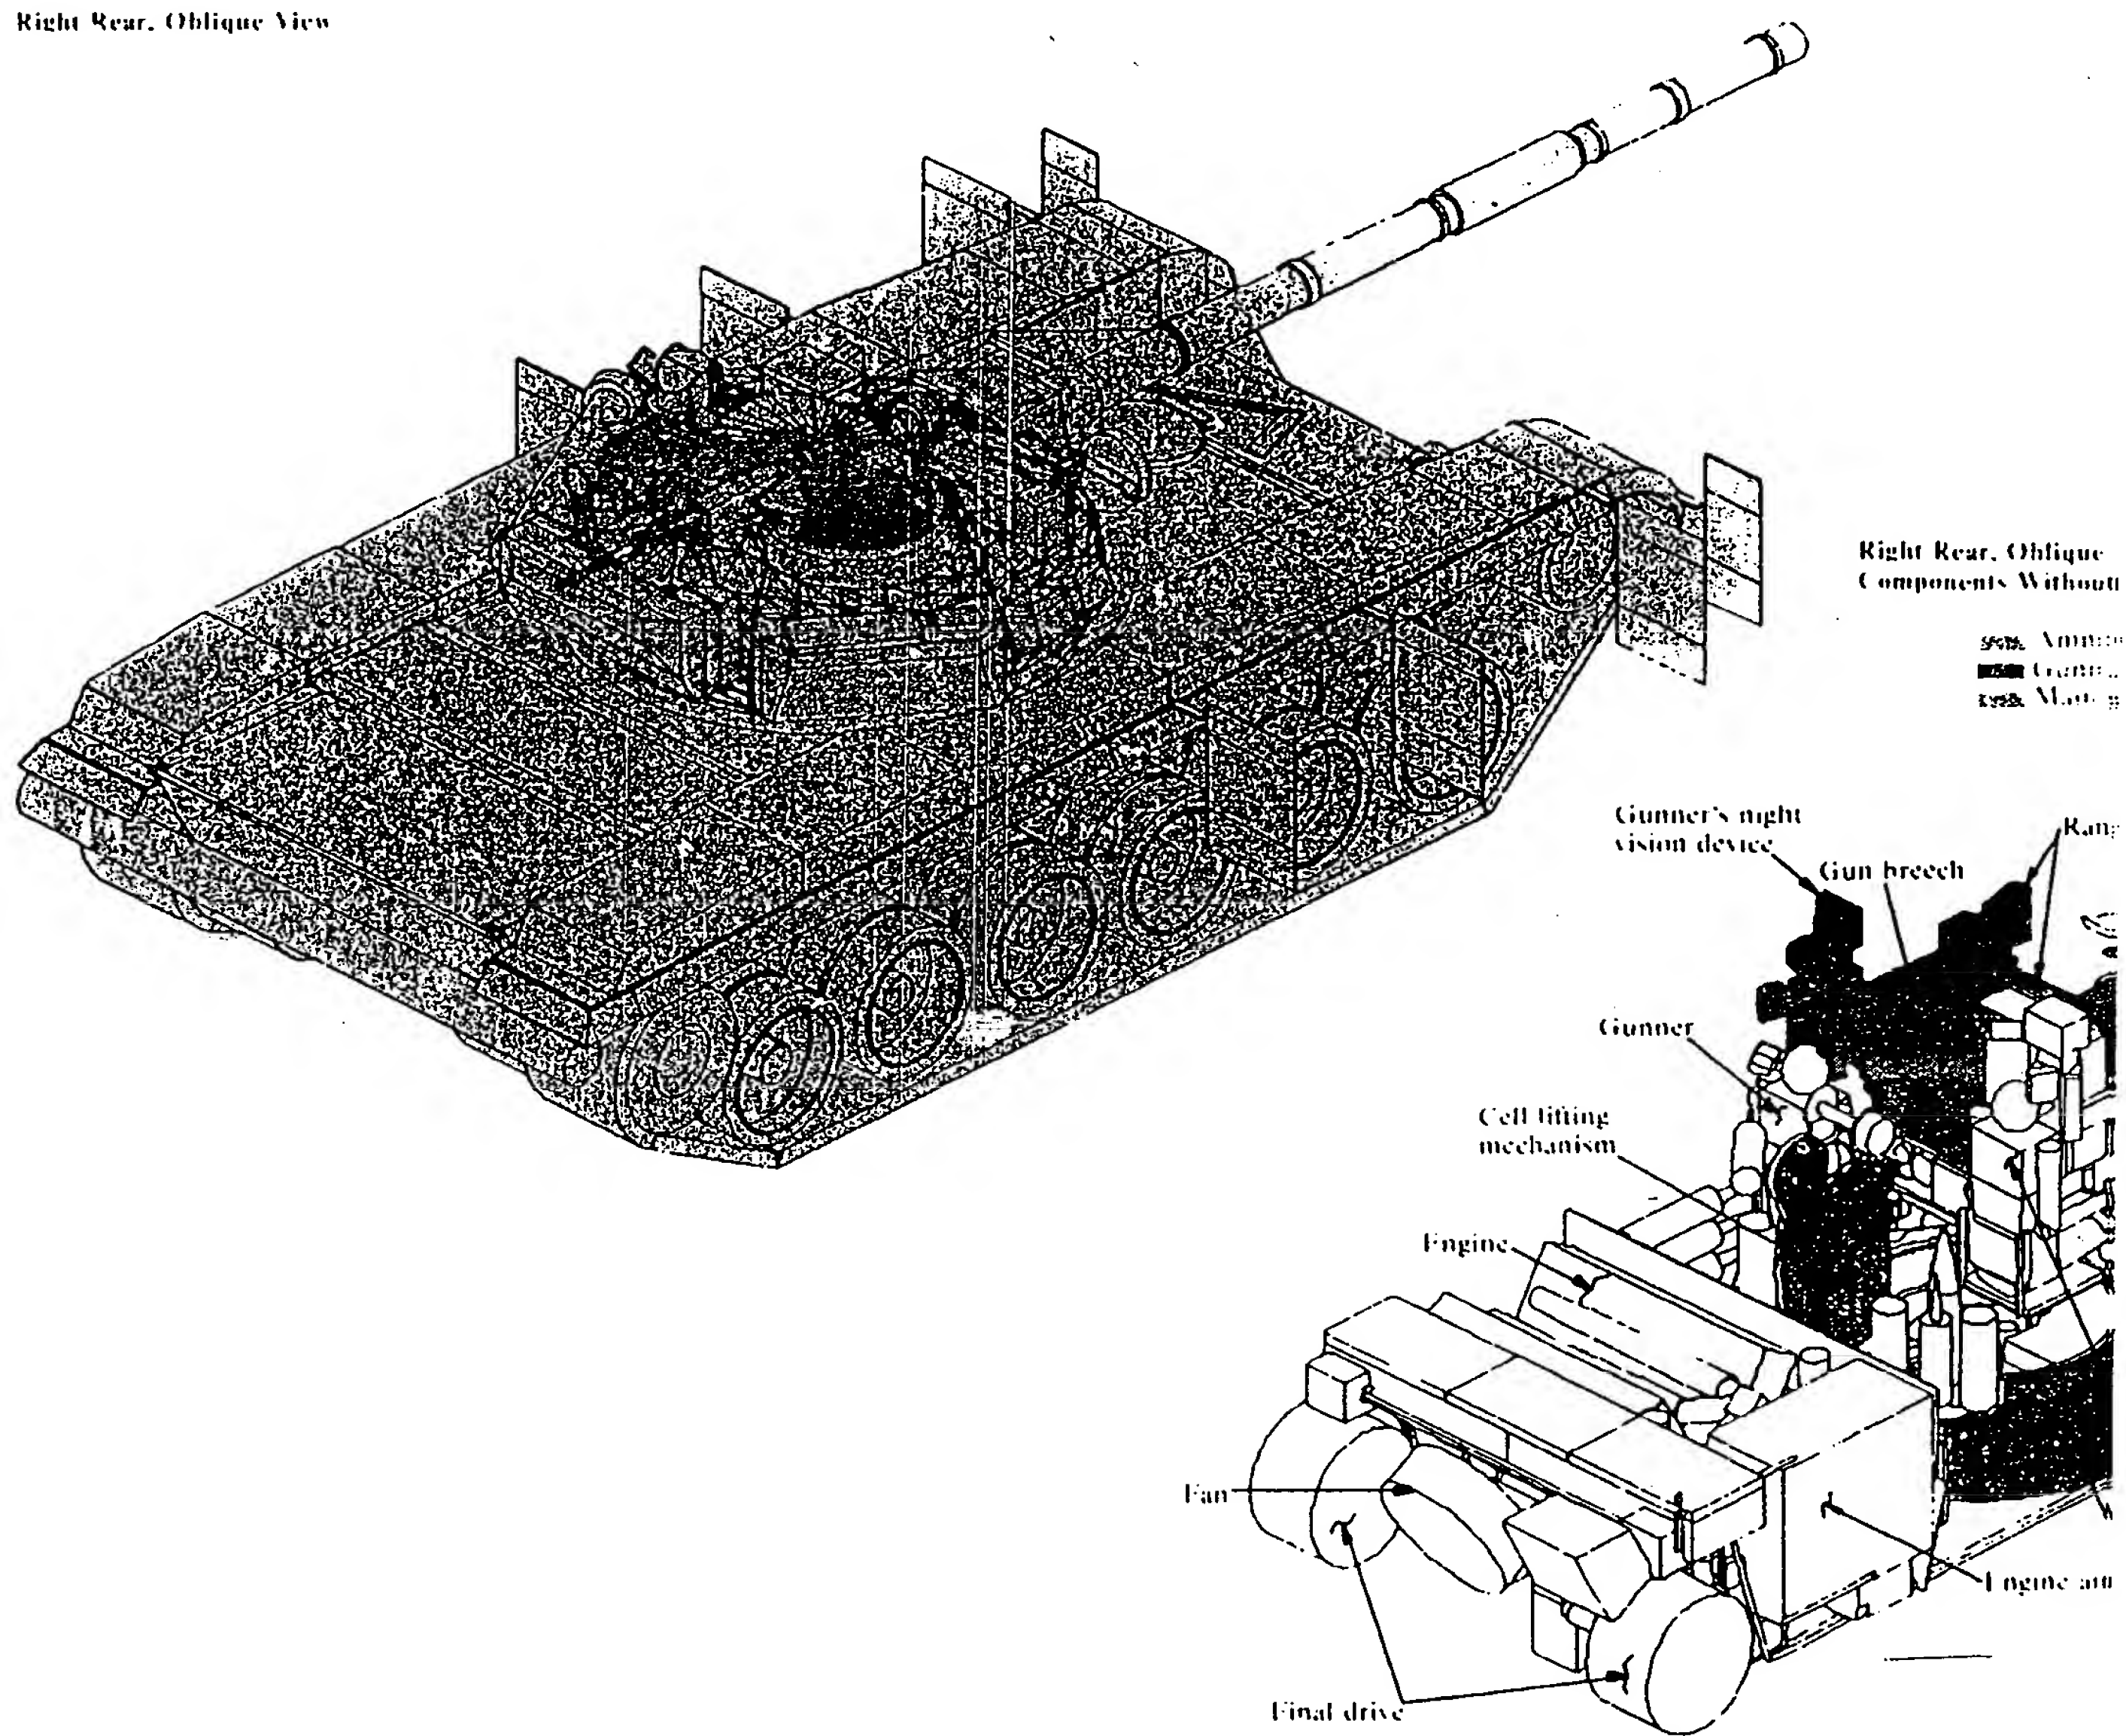 Right Rear, Oblique View
Right Rear, Oblique
Components Without
Gunner's night
vision device
Gun breech
Gunner
Cell lifting
mechanism
Engine
Fan
Engine
Final drive